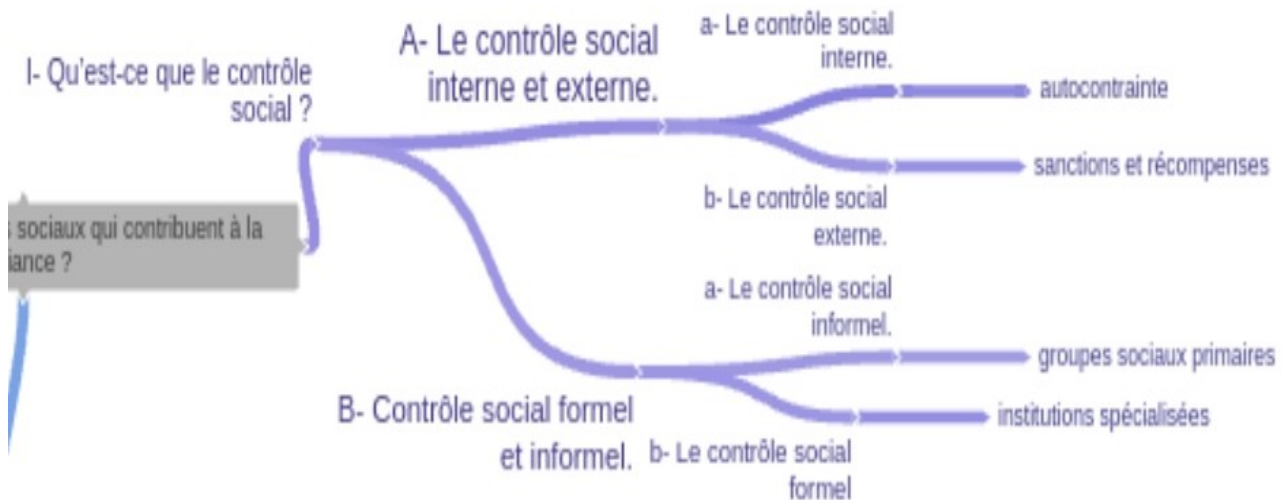 I- Qu'est-ce que le contrôle
social ?
A- Le contrôle social
interne et externe.
a- Le contrôle social
interne.
autocontrainte
sanctions et récompenses
b- Le contrôle social
externe.
sociaux qui contribuent à la
iance ?
a- Le contrôle social
informel.
groupes sociaux primaires
B- Contrôle social formel
et informel.
institutions spécialisées
b- Le contrôle social
formel